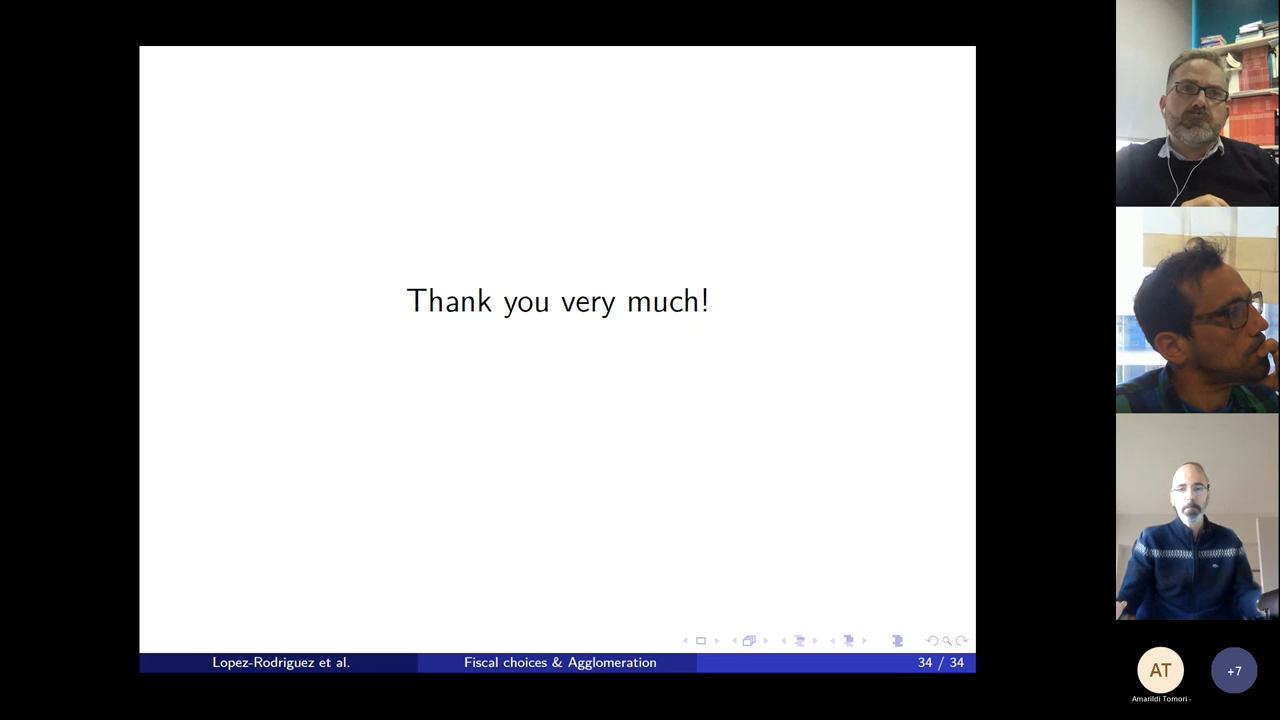 Thank you very much!
Lopez-Rodriguez et al.
Fiscal choices & Agglomeration
34 / 34
AT
+7
Amarildi Tomori -